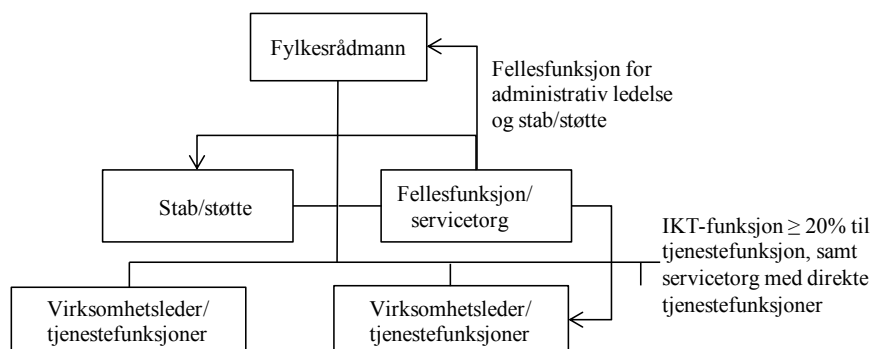 Fylkesrådmann
Fellesfunksjon for
administrativ ledelse
og stab/støtte
Stab/støtte
Fellesfunksjon/
servicetorg
IKT-funksjon ≥ 20% til
tjenestefunksjon, samt
servicetorg med direkte
tjenestefunksjoner
Virksomhetsleder/
tjenestefunksjoner
Virksomhetsleder/
tjenestefunksjoner